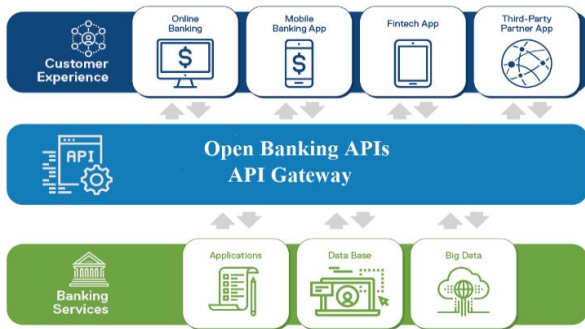 Online
Banking
Mobile
Banking App
Fintech App
Third-Party
Partner App
$
$
Customer
Experience
API
Open Banking APIs
API Gateway
Applications
Data Base
Big Data
Banking
Services